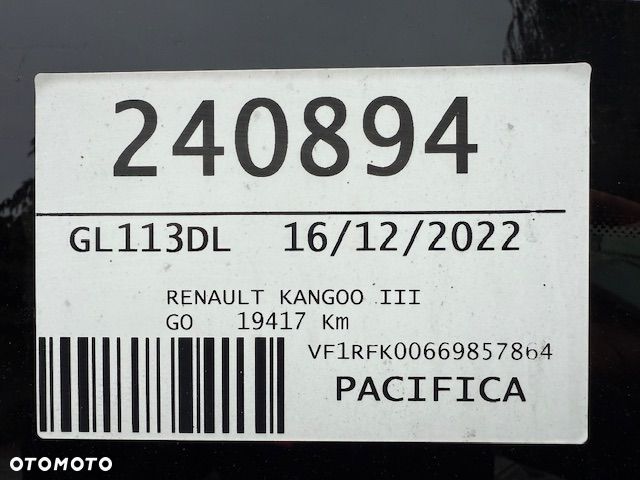 240894
GL113DL 16/12/2022
RENAULT KANGOO III
GO 19417 Km
VF1RFK00669857864
PACIFICA
OTOMOTO